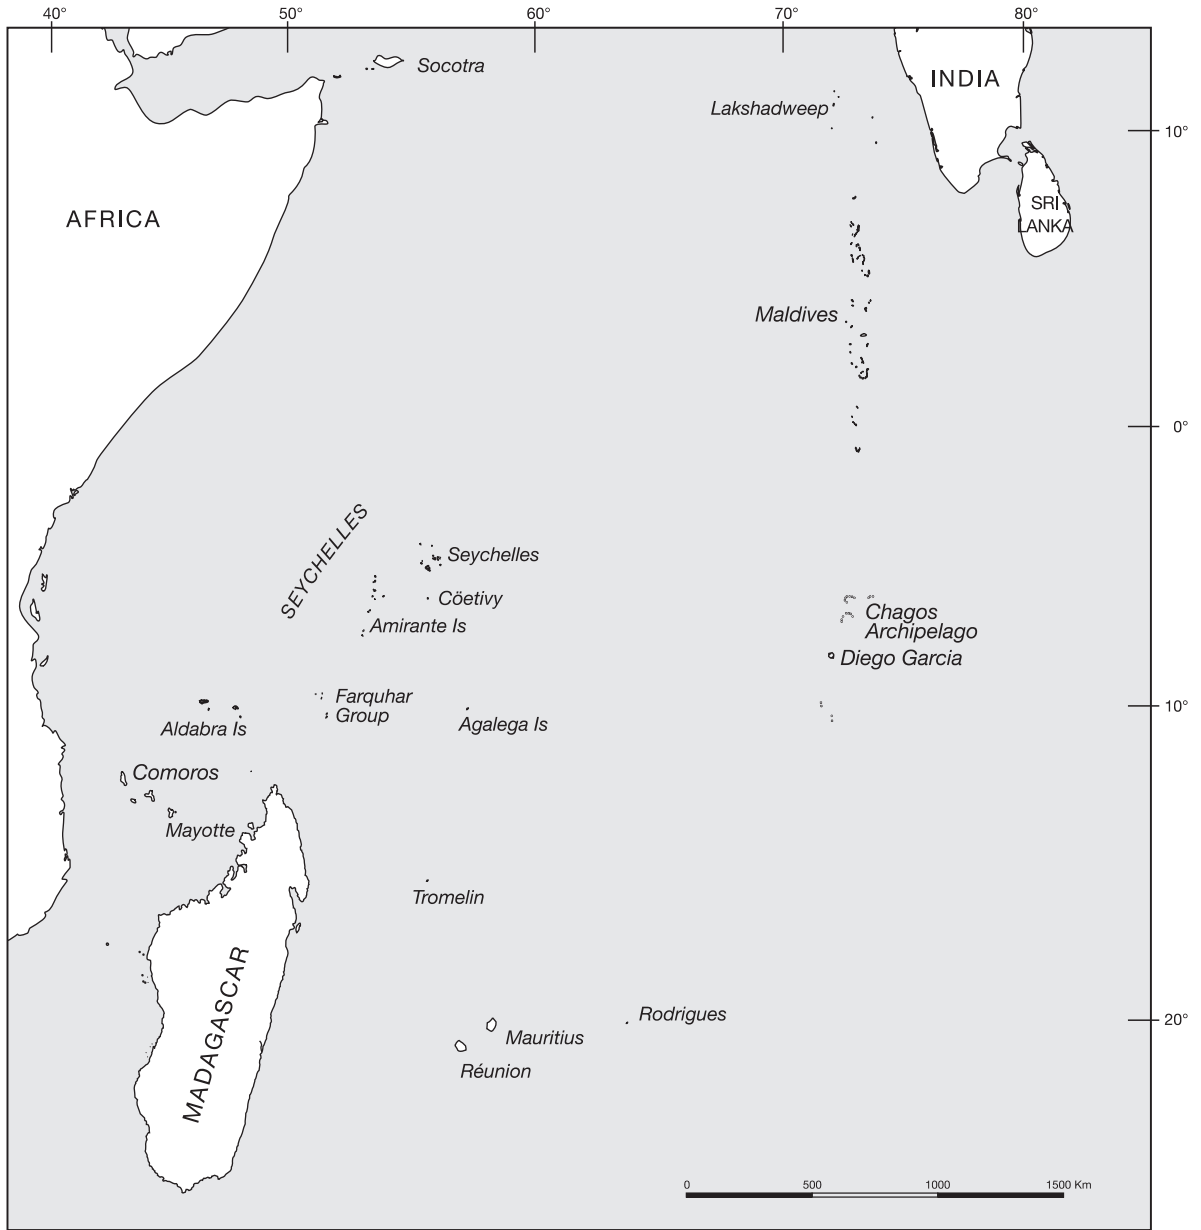 40°
50°
60°
70°
80°
Socotra
INDIA
Lakshadweep
10°
AFRICA
SRI
LANKA
Maldives
0°
SEYCHELLES
Seychelles
Cöetivy
Amirante Is
Chagos
Archipelago
Diego Garcia
Farquhar
Group
10°
Aldabra Is
Agalega Is
Comoros
Mayotte
Tromelin
MADAGASCAR
Rodrigues
20°
Mauritius
Réunion
0 500 1000 1500 Km